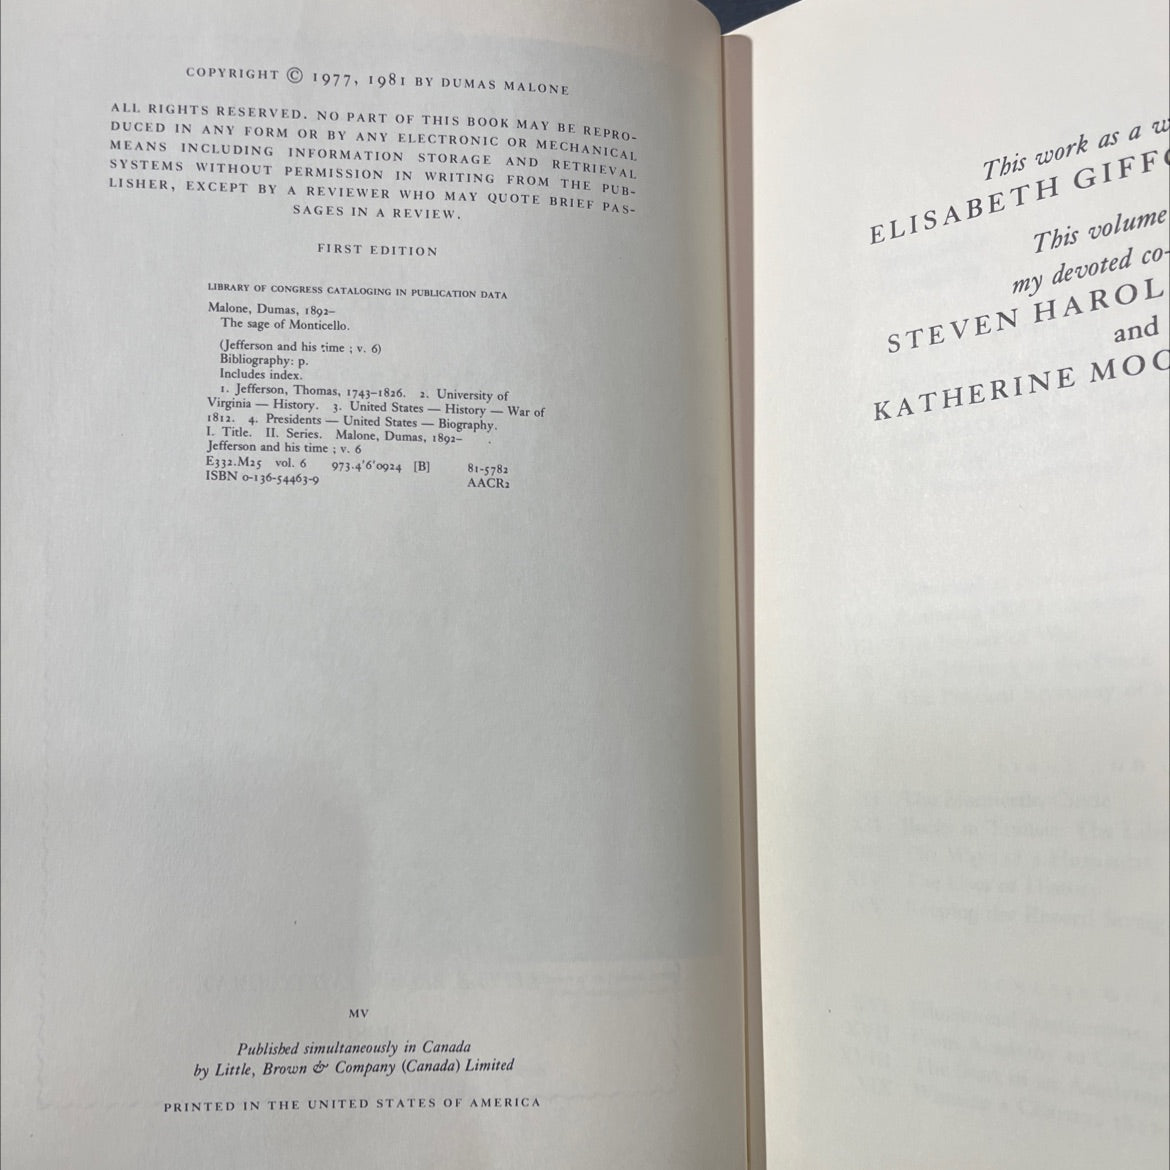 COPYRIGHT © 1977, 1981 BY DUMAS MALONE
ALL RIGHTS RESERVED. NO PART OF THIS BOOK MAY BE REPRO-
DUCED IN ANY FORM OR BY ANY ELECTRONIC OR MECHANICAL
MEANS INCLUDING INFORMATION STORAGE AND RETRIEVAL
SYSTEMS WITHOUT PERMISSION IN WRITING FROM THE PUB-
LISHER, EXCEPT BY A REVIEWER WHO MAY QUOTE BRIEF PAS-
SAGES IN A REVIEW.
FIRST EDITION
LIBRARY OF CONGRESS CATALOGING IN PUBLICATION DATA
Malone, Dumas, 1892–
The sage of Monticello.
(Jefferson and his time ; v. 6)
Bibliography: p.
Includes index.
1. Jefferson, Thomas, 1743–1826. 2. University of
Virginia — History. 3. United States — History — War of
1812. 4. Presidents — United States — Biography.
I. Title. II. Series. Malone, Dumas, 1892–
Jefferson and his time ; v. 6
E332.M25 vol. 6 973.4'6'0924 [B] 81-5782
ISBN 0-136-54463-9 AACR2
MV
Published simultaneously in Canada
by Little, Brown & Company (Canada) Limited
PRINTED IN THE UNITED STATES OF AMERICA
This work as a w
ELISABETH GIFF
This volume
my devoted co-
STEVEN HAROL
and
KATHERINE MOO